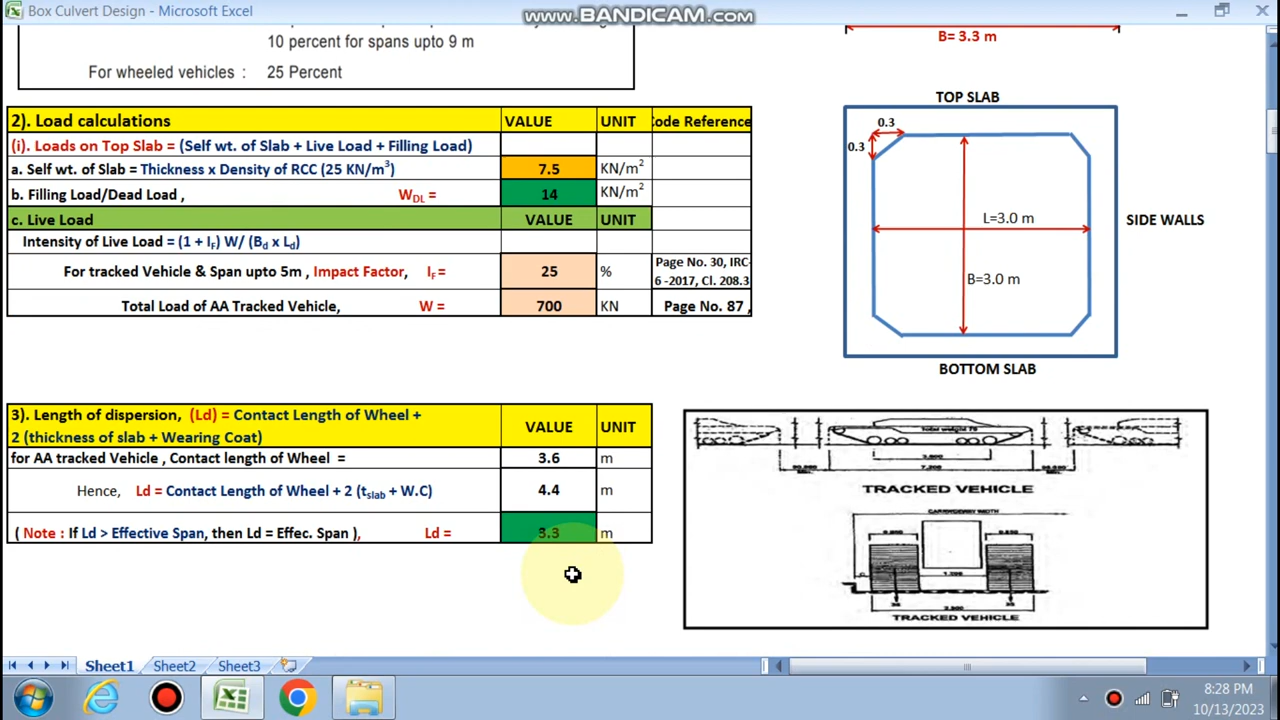 Box Culvert Design - Microsoft Excel
www.BANDICAM.com
10 percent for spans upto 9 m
For wheeled vehicles : 25 Percent
B= 3.3 m
2). Load calculations VALUE UNIT Code Reference
(i). Loads on Top Slab = (Self wt. of Slab + Live Load + Filling Load)
a. Self wt. of Slab = Thickness x Density of RCC (25 KN/m³) 7.5 KN/m²
b. Filling Load/Dead Load , W_DL = 14 KN/m²
c. Live Load VALUE UNIT
Intensity of Live Load = (1 + I_F) W/ (B_d x L_d)
For tracked Vehicle & Span upto 5m , Impact Factor, I_F = 25 % Page No. 30, IRC-
6 -2017, Cl. 208.3
Total Load of AA Tracked Vehicle, W = 700 KN Page No. 87 ,
TOP SLAB
0.3
0.3
L=3.0 m
SIDE WALLS
B=3.0 m
BOTTOM SLAB
3). Length of dispersion, (Ld) = Contact Length of Wheel +
2 (thickness of slab + Wearing Coat) VALUE UNIT
for AA tracked Vehicle , Contact length of Wheel = 3.6 m
Hence, Ld = Contact Length of Wheel + 2 (t_slab + W.C) 4.4 m
( Note : If Ld > Effective Span, then Ld = Effec. Span ), Ld = 3.3 m
TRACKED VEHICLE
TRACKED VEHICLE
Sheet1 Sheet2 Sheet3
8:28 PM
10/13/2023